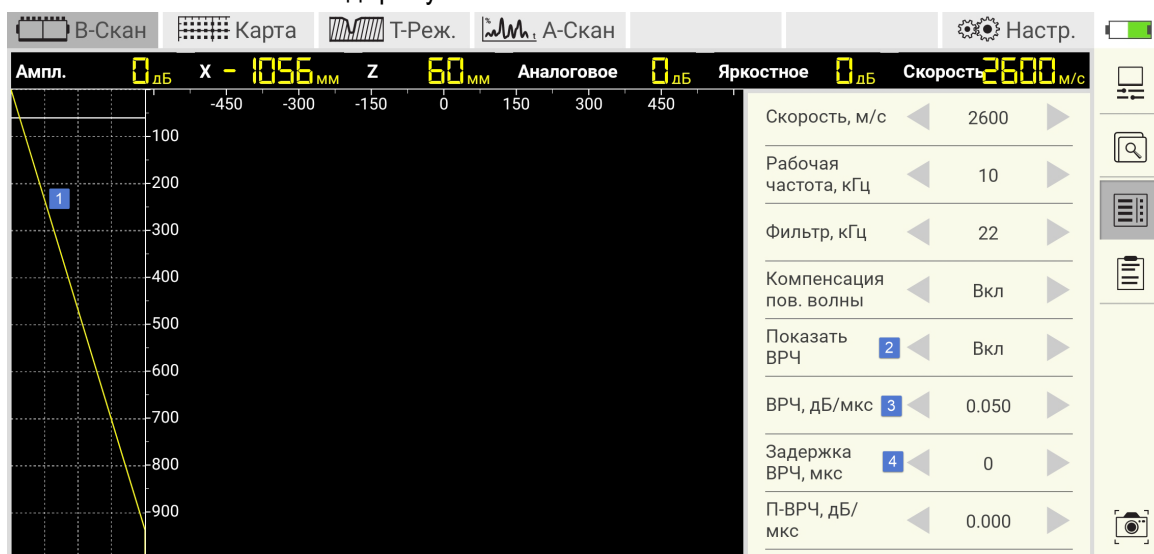 В-Скан Карта Т-Реж. А-Скан Настр.
Ампл. 0 дБ X - 1056 мм Z 60 мм Аналоговое 0 дБ Яркостное 0 дБ Скорость 2600 м/с
-450 -300 -150 0 150 300 450
-100
-200
1
-300
-400
-500
-600
-700
-800
-900
Скорость, м/с 2600
Рабочая
частота, кГц 10
Фильтр, кГц 22
Компенсация
пов. волны Вкл
Показать
ВРЧ 2 Вкл
ВРЧ, дБ/мкс 3 0.050
Задержка
ВРЧ, мкс 4 0
П-ВРЧ, дБ/
мкс 0.000